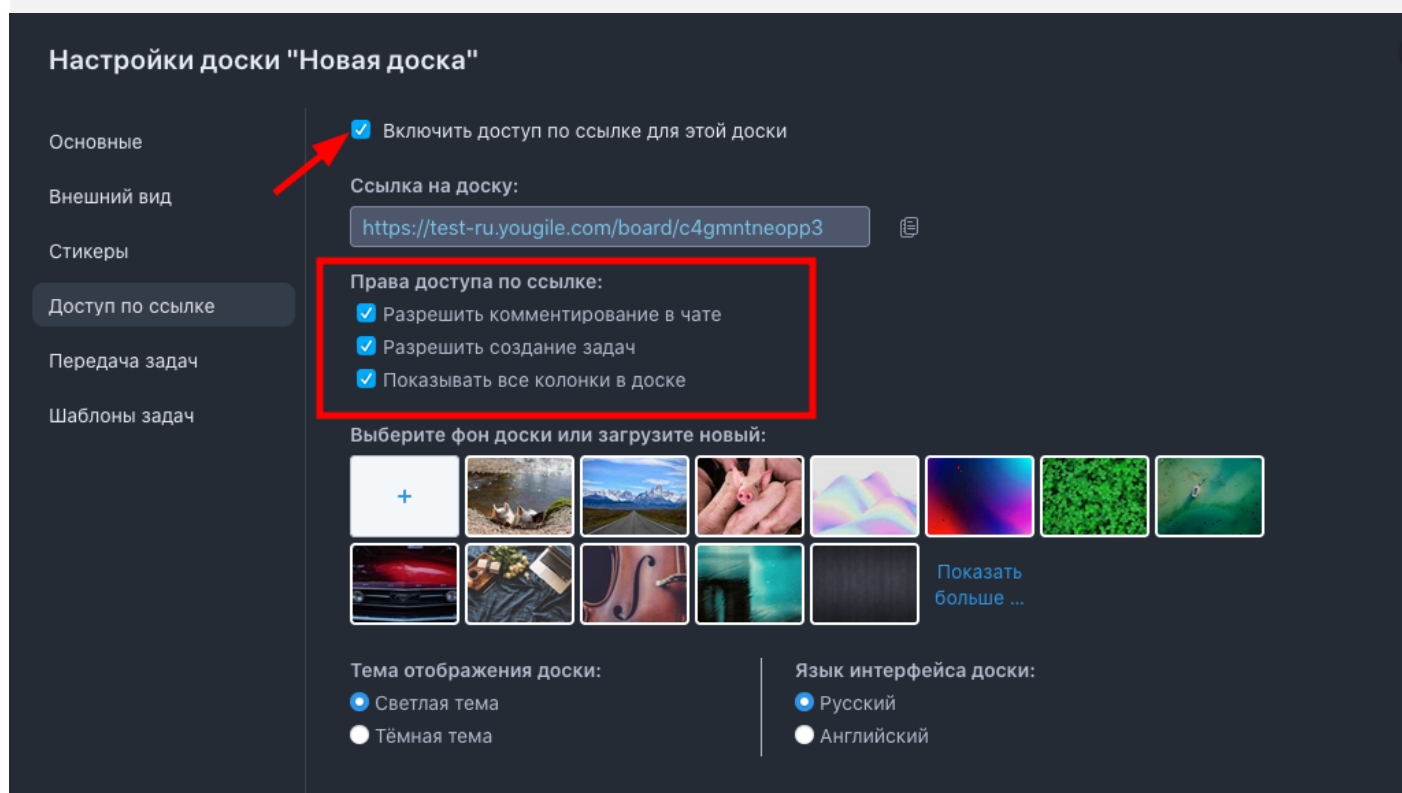 Настройки доски "Новая доска"
Основные
Внешний вид
Стикеры
Доступ по ссылке
Передача задач
Шаблоны задач
Включить доступ по ссылке для этой доски
Ссылка на доску:
https://test-ru.yougile.com/board/c4gmntneopp3
Права доступа по ссылке:
Разрешить комментирование в чате
Разрешить создание задач
Показывать все колонки в доске
Выберите фон доски или загрузите новый:
+
Показать
больше ...
Тема отображения доски:
Светлая тема
Тёмная тема
Язык интерфейса доски:
Русский
Английский